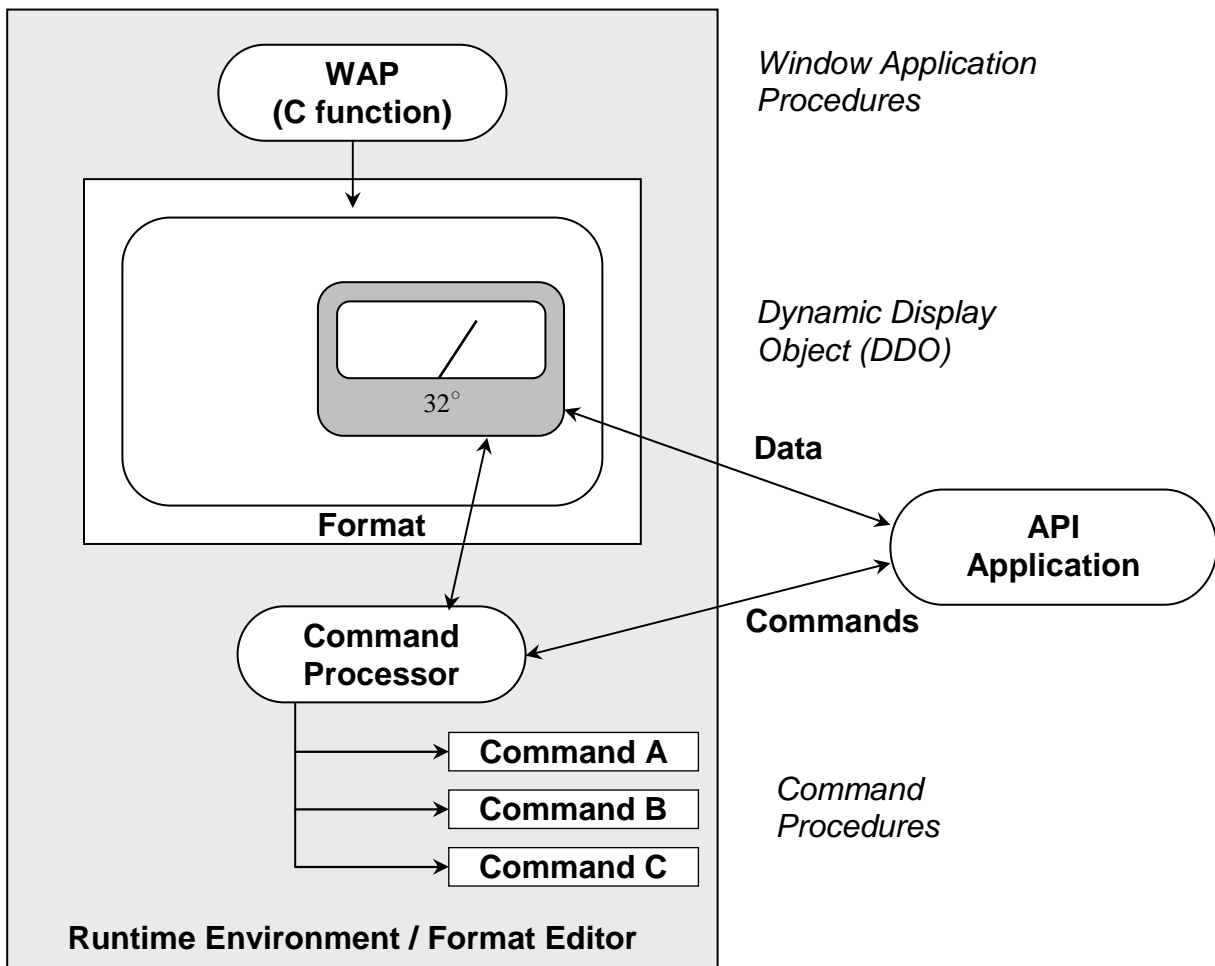 WAP
(C function)
Window Application
Procedures
Dynamic Display
Object (DDO)
32°
Data
Format
API
Application
Commands
Command
Processor
Command A
Command B
Command C
Command
Procedures
Runtime Environment / Format Editor